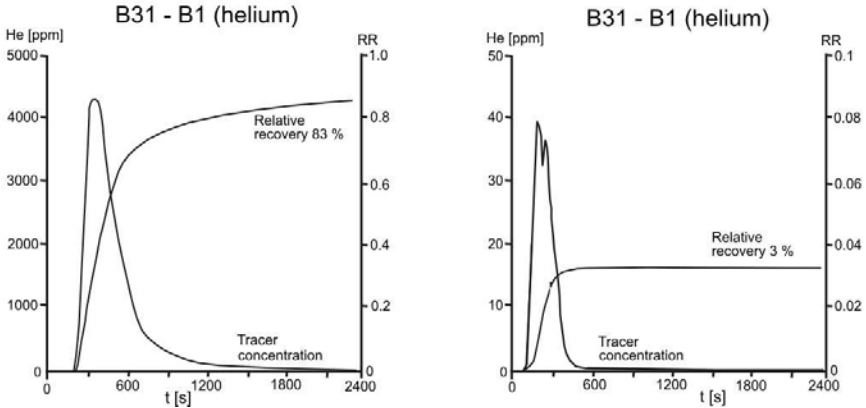 B31 - B1 (helium)
He [ppm]
RR
5000
4000
3000
2000
1000
0
1.0
0.8
0.6
0.4
0.2
0
Relative
recovery 83 %
Tracer
concentration
0
600
1200
1800
2400
t [s]
B31 - B1 (helium)
He [ppm]
RR
50
40
30
20
10
0
0.1
0.08
0.06
0.04
0.02
0
Relative
recovery 3 %
Tracer
concentration
0
600
1200
1800
2400
t [s]